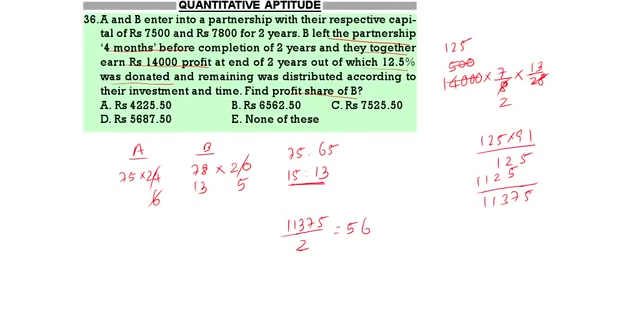 QUANTITATIVE APTITUDE
36. A and B enter into a partnership with their respective capi-
tal of Rs 7500 and Rs 7800 for 2 years. B left the partnership
‘4 months’ before completion of 2 years and they together
earn Rs 14000 profit at end of 2 years out of which 12.5%
was donated and remaining was distributed according to
their investment and time. Find profit share of B?
A. Rs 4225.50 B. Rs 6562.50 C. Rs 7525.50
D. Rs 5687.50 E. None of these
125
500
14000 × 7/8 × 13/28
2
A B
75 × 24 78 × 20
6 13 5
75 : 65
15 : 13
125 × 91
125
1125
11375
11375/2 = 56